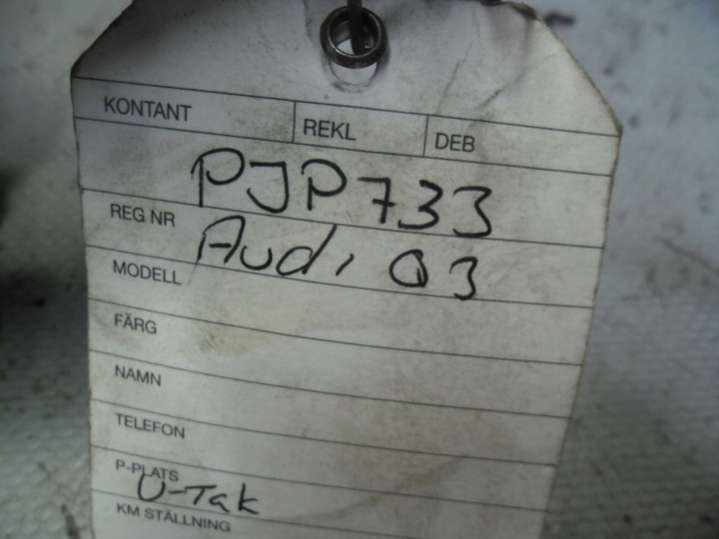 KONTANT REKL DEB
PJP733
REG NR
Audi Q3
MODELL
FÄRG
NAMN
TELEFON
P-PLATS
U-Tak
KM STÄLLNING